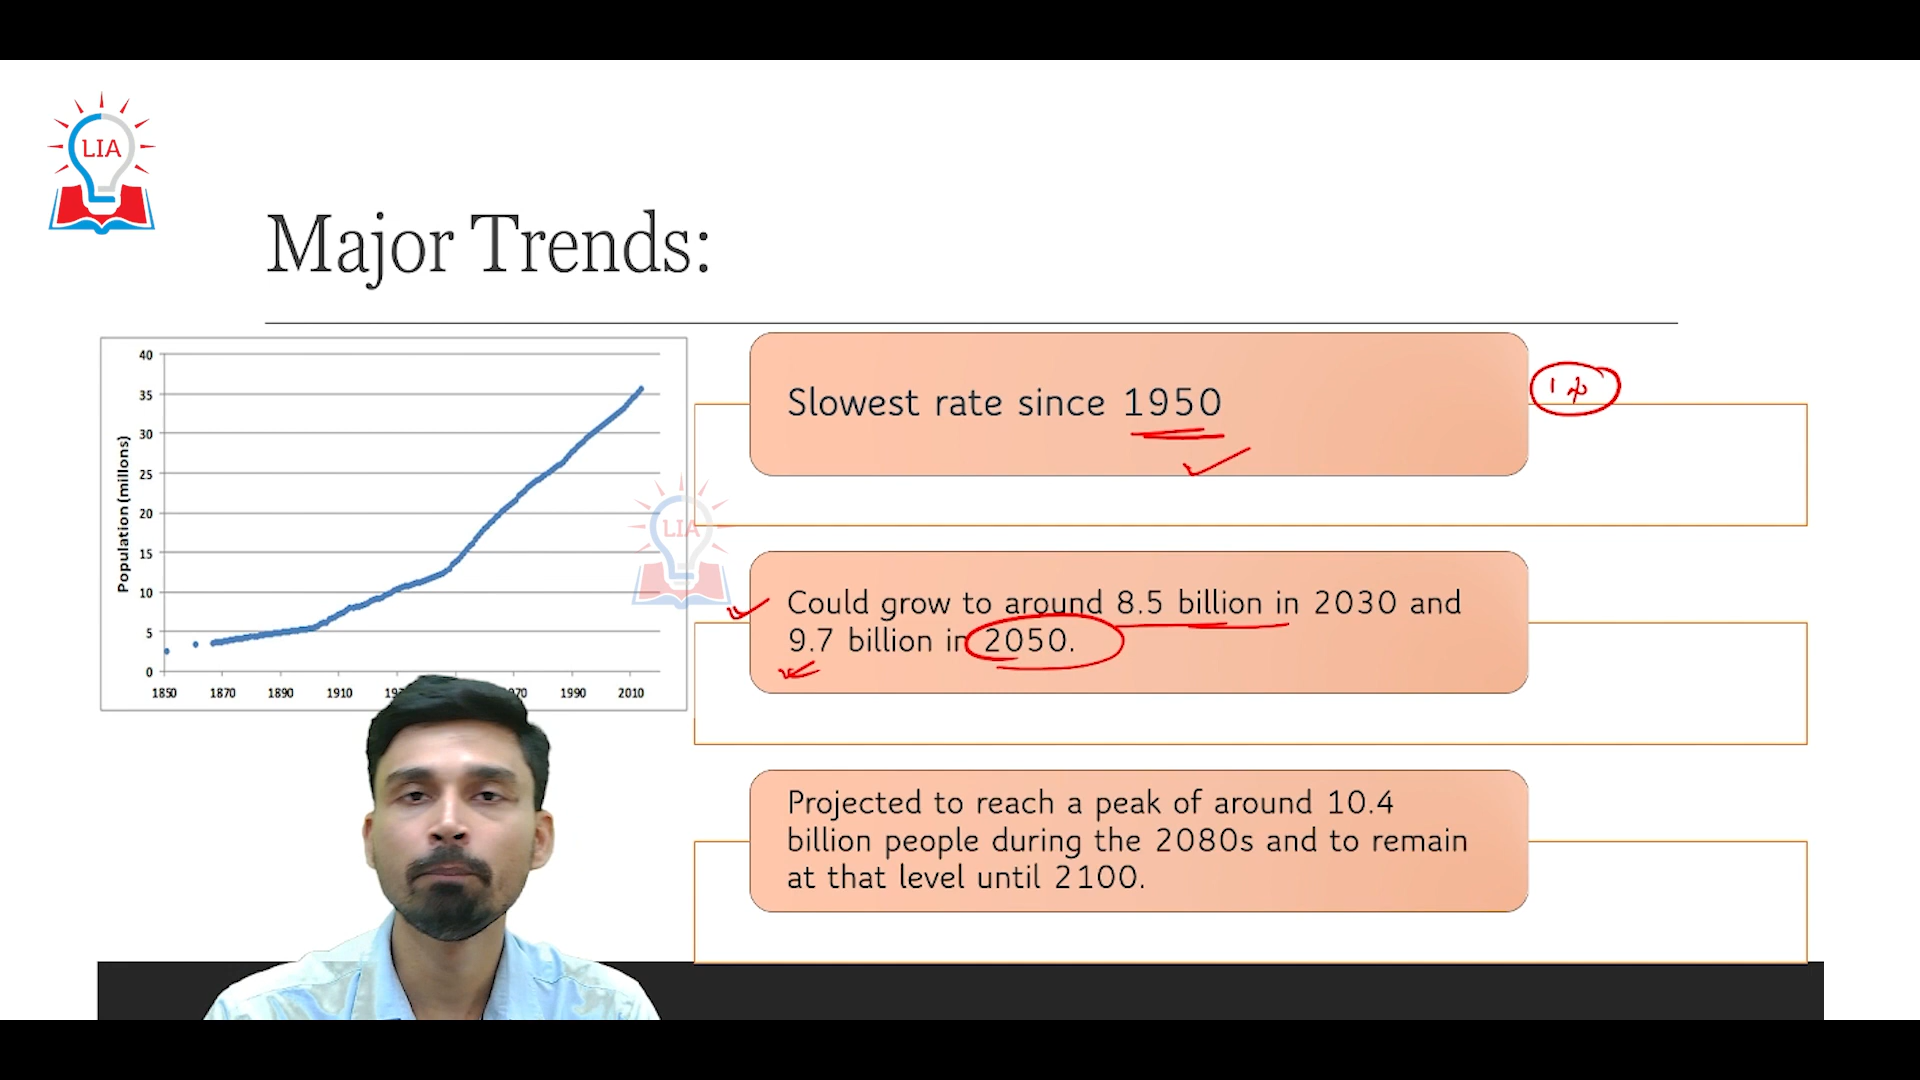 LIA
Major Trends:
40
35
30
25
20
15
10
5
0
Population (millons)
1850 1870 1890 1910 1990 2010
LIA
Slowest rate since 1950
Could grow to around 8.5 billion in 2030 and
9.7 billion in 2050.
Projected to reach a peak of around 10.4
billion people during the 2080s and to remain
at that level until 2100.